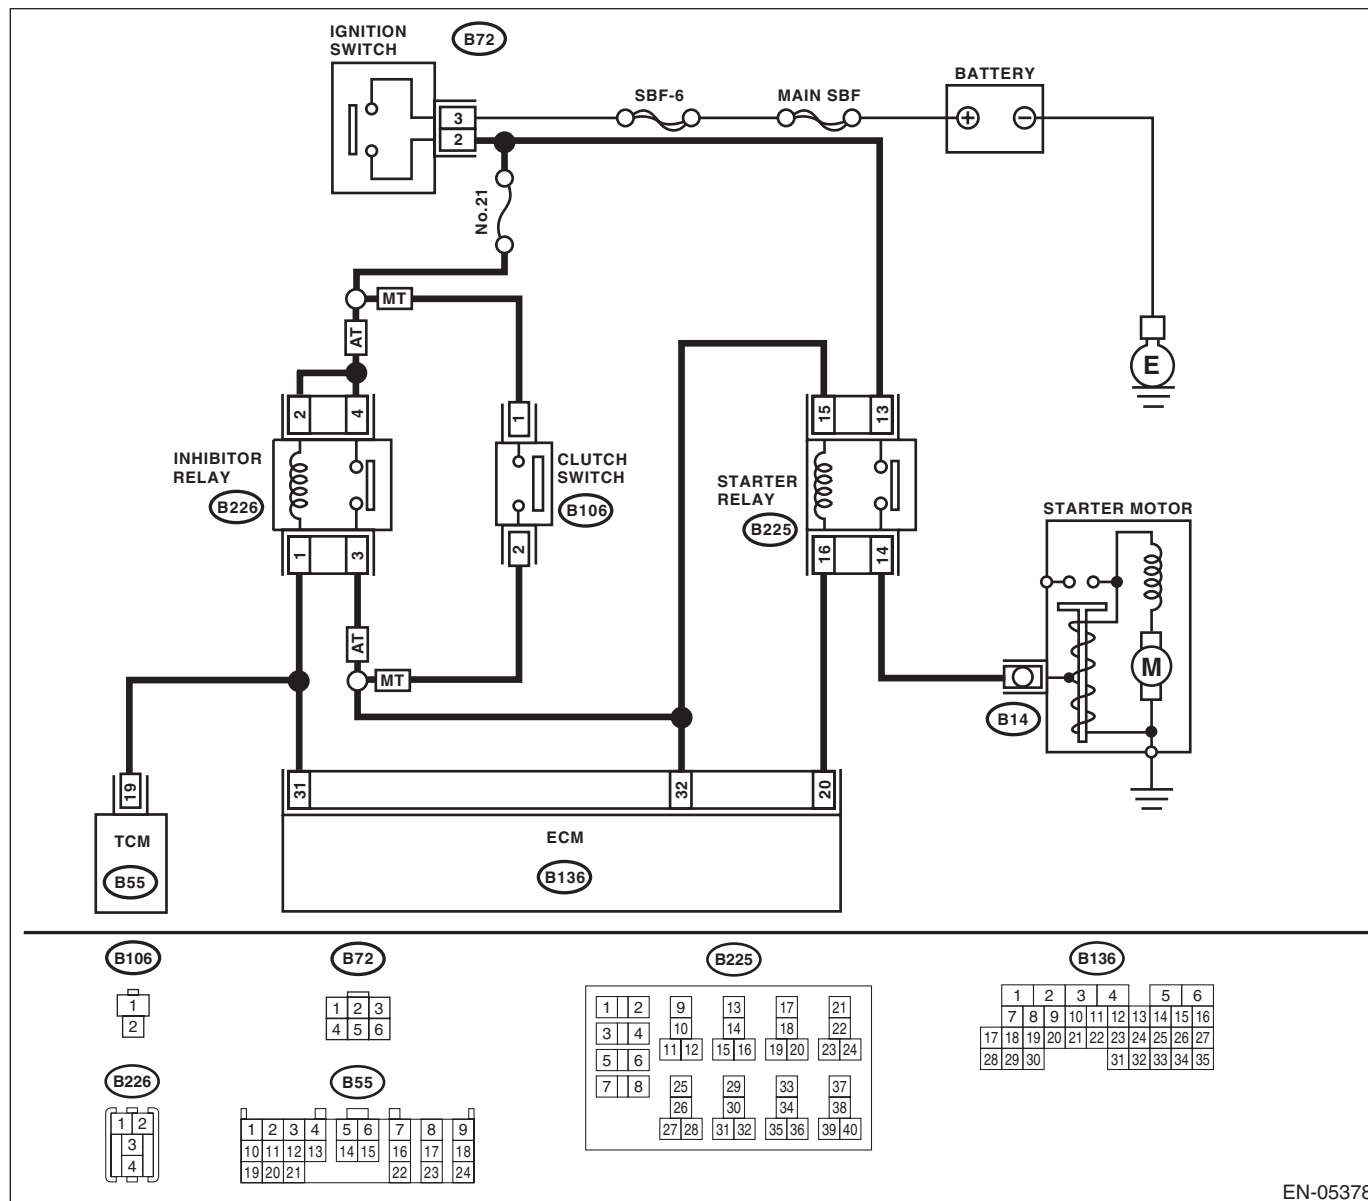 IGNITION
SWITCH
B72
SBF-6
MAIN SBF
BATTERY
3
2
+
−
No.21
MT
AT
E
2
4
1
15
13
INHIBITOR
RELAY
B226
CLUTCH
SWITCH
B106
STARTER
RELAY
B225
STARTER MOTOR
1
3
2
16
14
AT
MT
M
B14
19
31
32
20
TCM
B55
ECM
B136
B106
1
2
B72
1 2 3
4 5 6
B225
1 2
3 4
5 6
7 8
9
10
11 12
13
14
15 16
17
18
19 20
21
22
23 24
25
26
27 28
29
30
31 32
33
34
35 36
37
38
39 40
B136
1 2 3 4 5 6
7 8 9 10 11 12 13 14 15 16
17 18 19 20 21 22 23 24 25 26 27
28 29 30 31 32 33 34 35
B226
1 2
3
4
B55
1 2 3 4 5 6 7 8 9
10 11 12 13 14 15 16 17 18
19 20 21 22 23 24
EN-05378